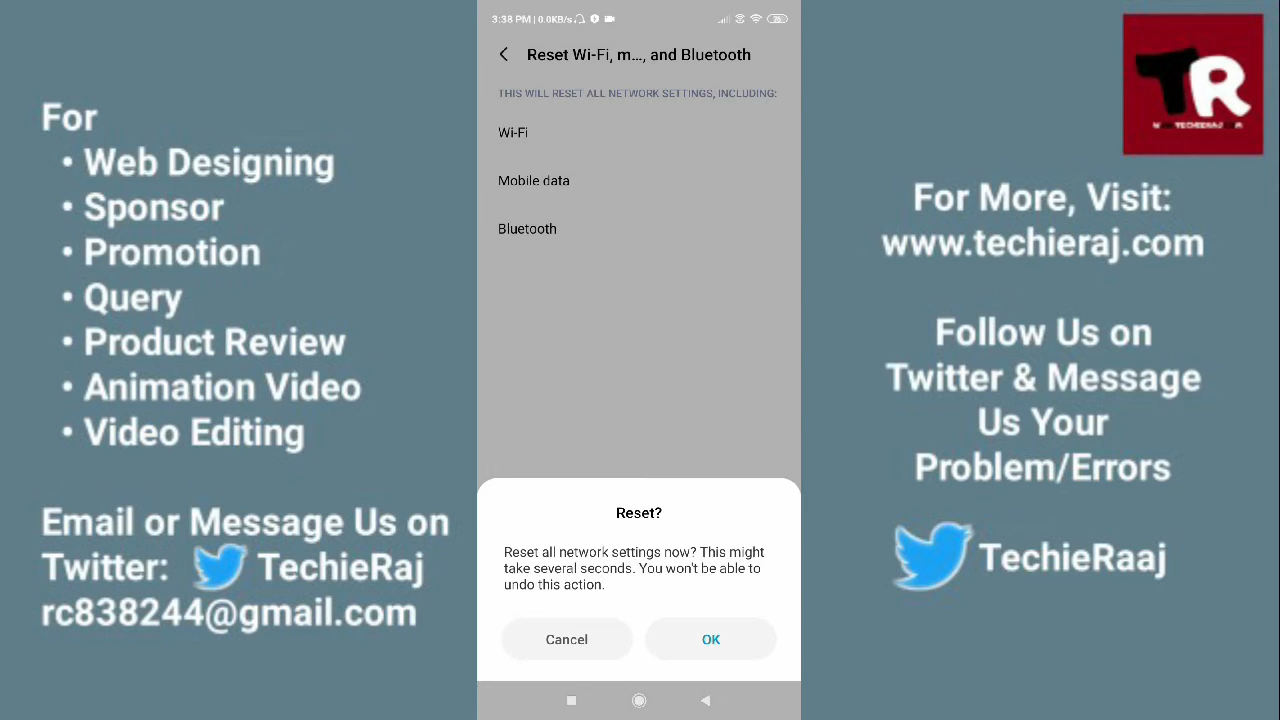 For
• Web Designing
• Sponsor
• Promotion
• Query
• Product Review
• Animation Video
• Video Editing
Email or Message Us on
Twitter: TechieRaj
rc838244@gmail.com
3:38 PM | 0.0KB/s
Reset Wi-Fi, m..., and Bluetooth
THIS WILL RESET ALL NETWORK SETTINGS, INCLUDING:
Wi-Fi
Mobile data
Bluetooth
Reset?
Reset all network settings now? This might
take several seconds. You won't be able to
undo this action.
Cancel
OK
TR
For More, Visit:
www.techieraj.com
Follow Us on
Twitter & Message
Us Your
Problem/Errors
TechieRaaj